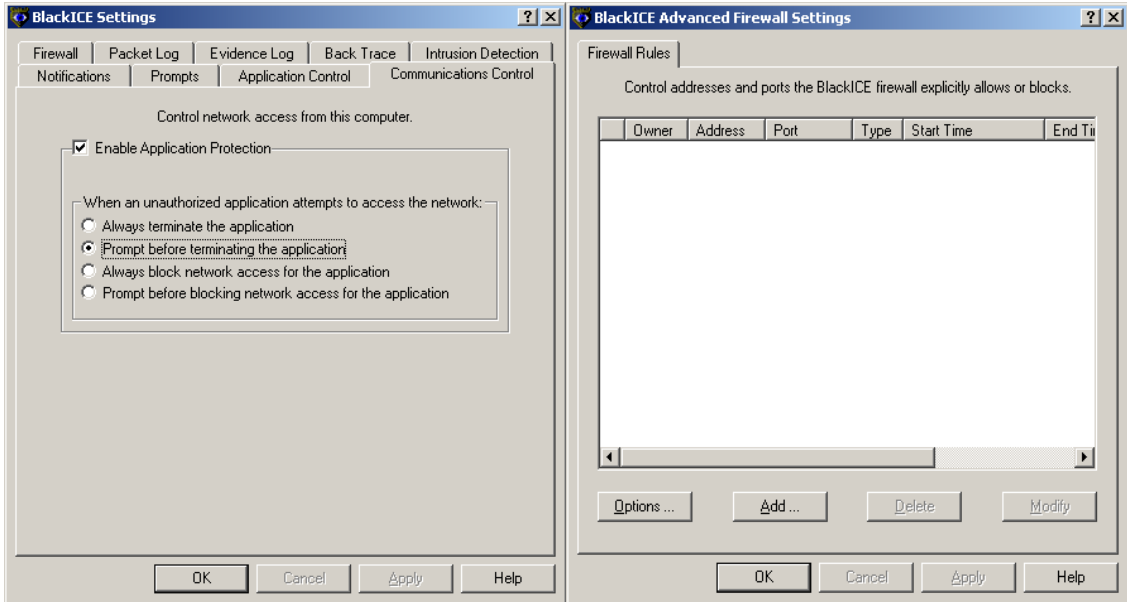 BlackICE Settings
Firewall Packet Log Evidence Log Back Trace Intrusion Detection
Notifications Prompts Application Control Communications Control
Control network access from this computer.
Enable Application Protection
When an unauthorized application attempts to access the network:
Always terminate the application
Prompt before terminating the application
Always block network access for the application
Prompt before blocking network access for the application
OK Cancel Apply Help
BlackICE Advanced Firewall Settings
Firewall Rules
Control addresses and ports the BlackICE firewall explicitly allows or blocks.
Owner Address Port Type Start Time End Ti
Options ... Add ... Delete Modify
OK Cancel Apply Help